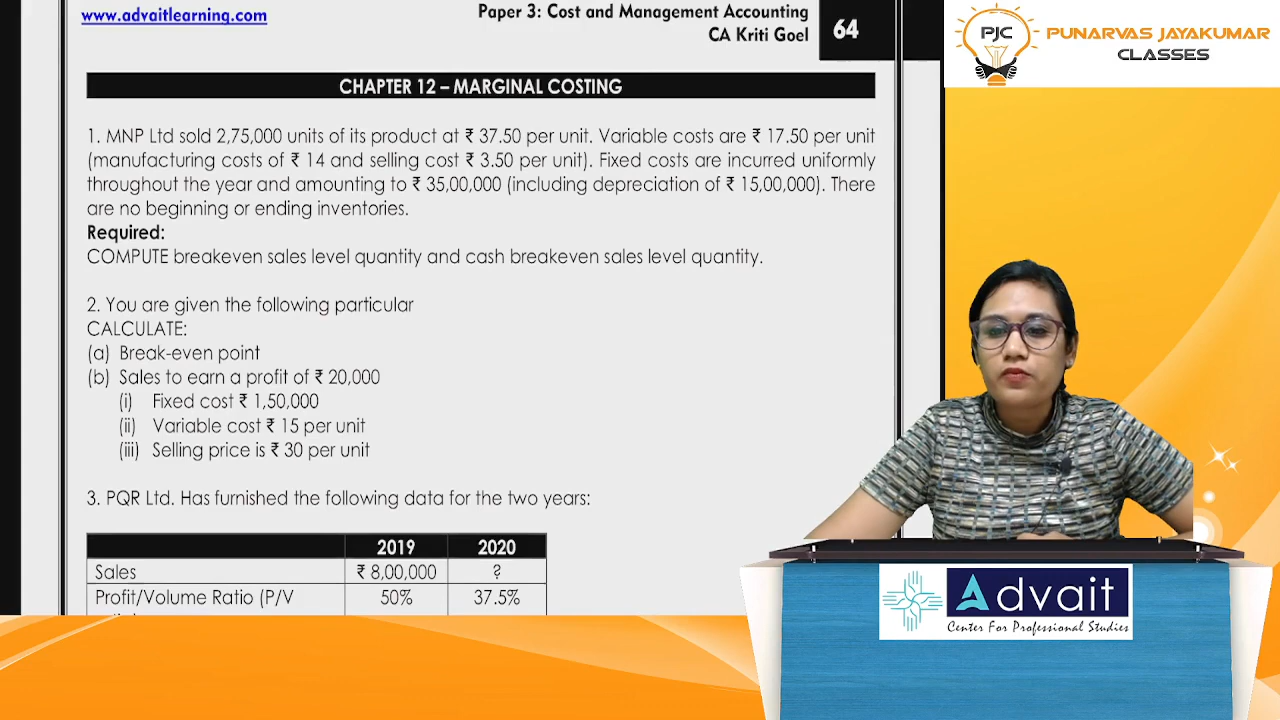 www.advaitlearning.com
Paper 3: Cost and Management Accounting
CA Kriti Goel
64
PJC
PUNARVAS JAYAKUMAR
CLASSES
CHAPTER 12 – MARGINAL COSTING
1. MNP Ltd sold 2,75,000 units of its product at ₹ 37.50 per unit. Variable costs are ₹ 17.50 per unit
(manufacturing costs of ₹ 14 and selling cost ₹ 3.50 per unit). Fixed costs are incurred uniformly
throughout the year and amounting to ₹ 35,00,000 (including depreciation of ₹ 15,00,000). There
are no beginning or ending inventories.
Required:
COMPUTE breakeven sales level quantity and cash breakeven sales level quantity.
2. You are given the following particular
CALCULATE:
(a) Break-even point
(b) Sales to earn a profit of ₹ 20,000
(i) Fixed cost ₹ 1,50,000
(ii) Variable cost ₹ 15 per unit
(iii) Selling price is ₹ 30 per unit
3. PQR Ltd. Has furnished the following data for the two years:
2019 2020
Sales ₹ 8,00,000 ?
Profit/Volume Ratio (P/V 50% 37.5%
Advait
Center For Professional Studies